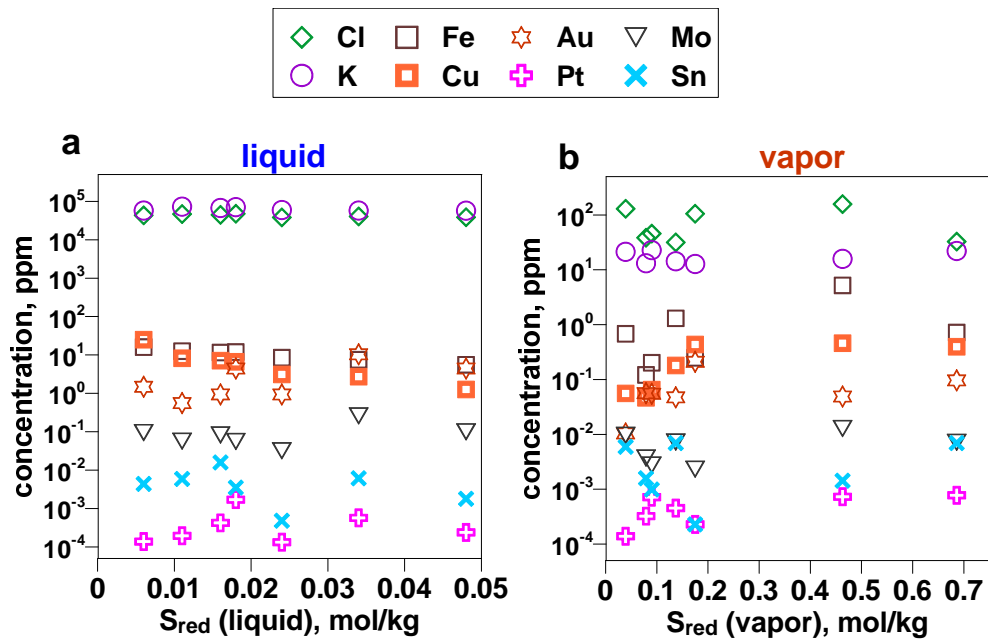 Cl Fe Au Mo
K Cu Pt Sn
a liquid
concentration, ppm
10^5
10^4
10^3
10^2
10^1
10^0
10^-1
10^-2
10^-3
10^-4
0 0.01 0.02 0.03 0.04 0.05
S_red (liquid), mol/kg
b vapor
concentration, ppm
10^2
10^1
10^0
10^-1
10^-2
10^-3
10^-4
0 0.1 0.2 0.3 0.4 0.5 0.6 0.7
S_red (vapor), mol/kg